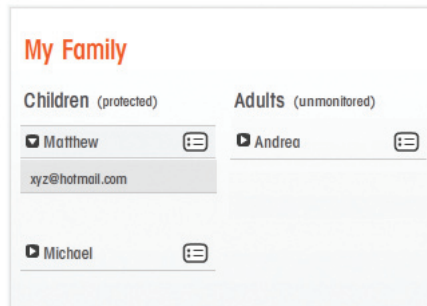 My Family
Children (protected)
Adults (unmonitored)
Matthew
Andrea
xyz@hotmail.com
Michael